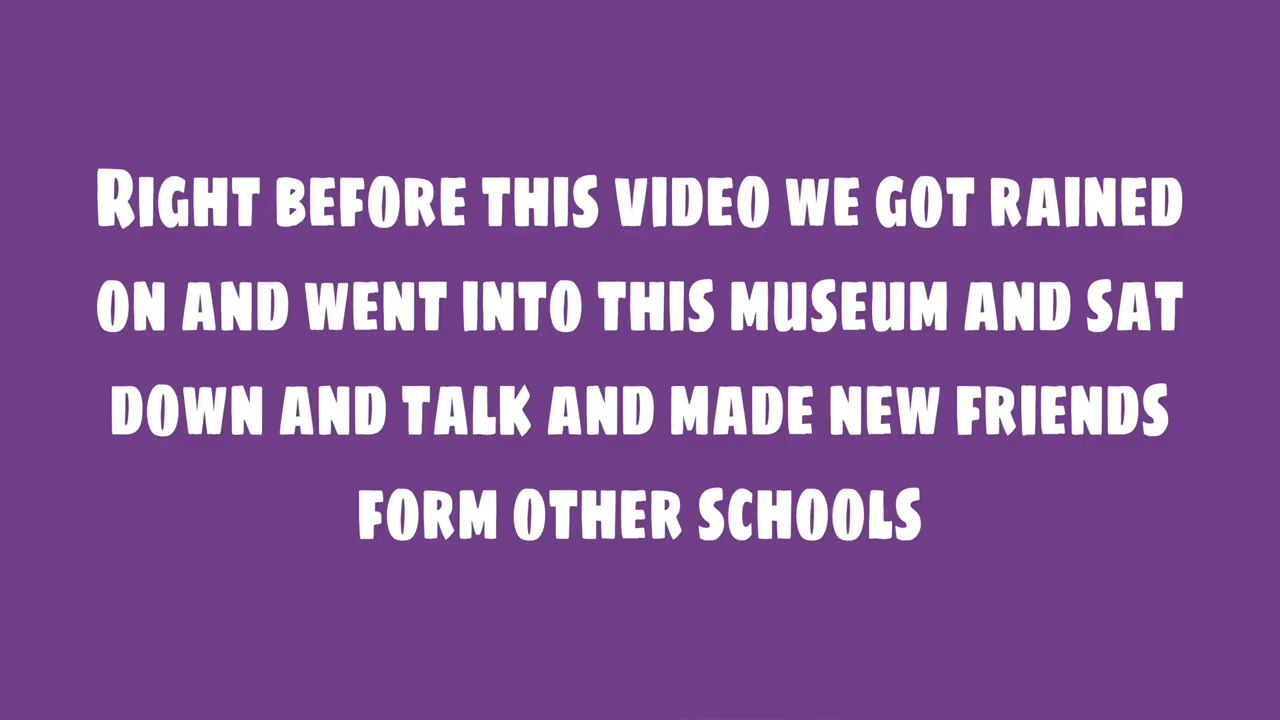 Right before this video we got rained
on and went into this museum and sat
down and talk and made new friends
form other schools